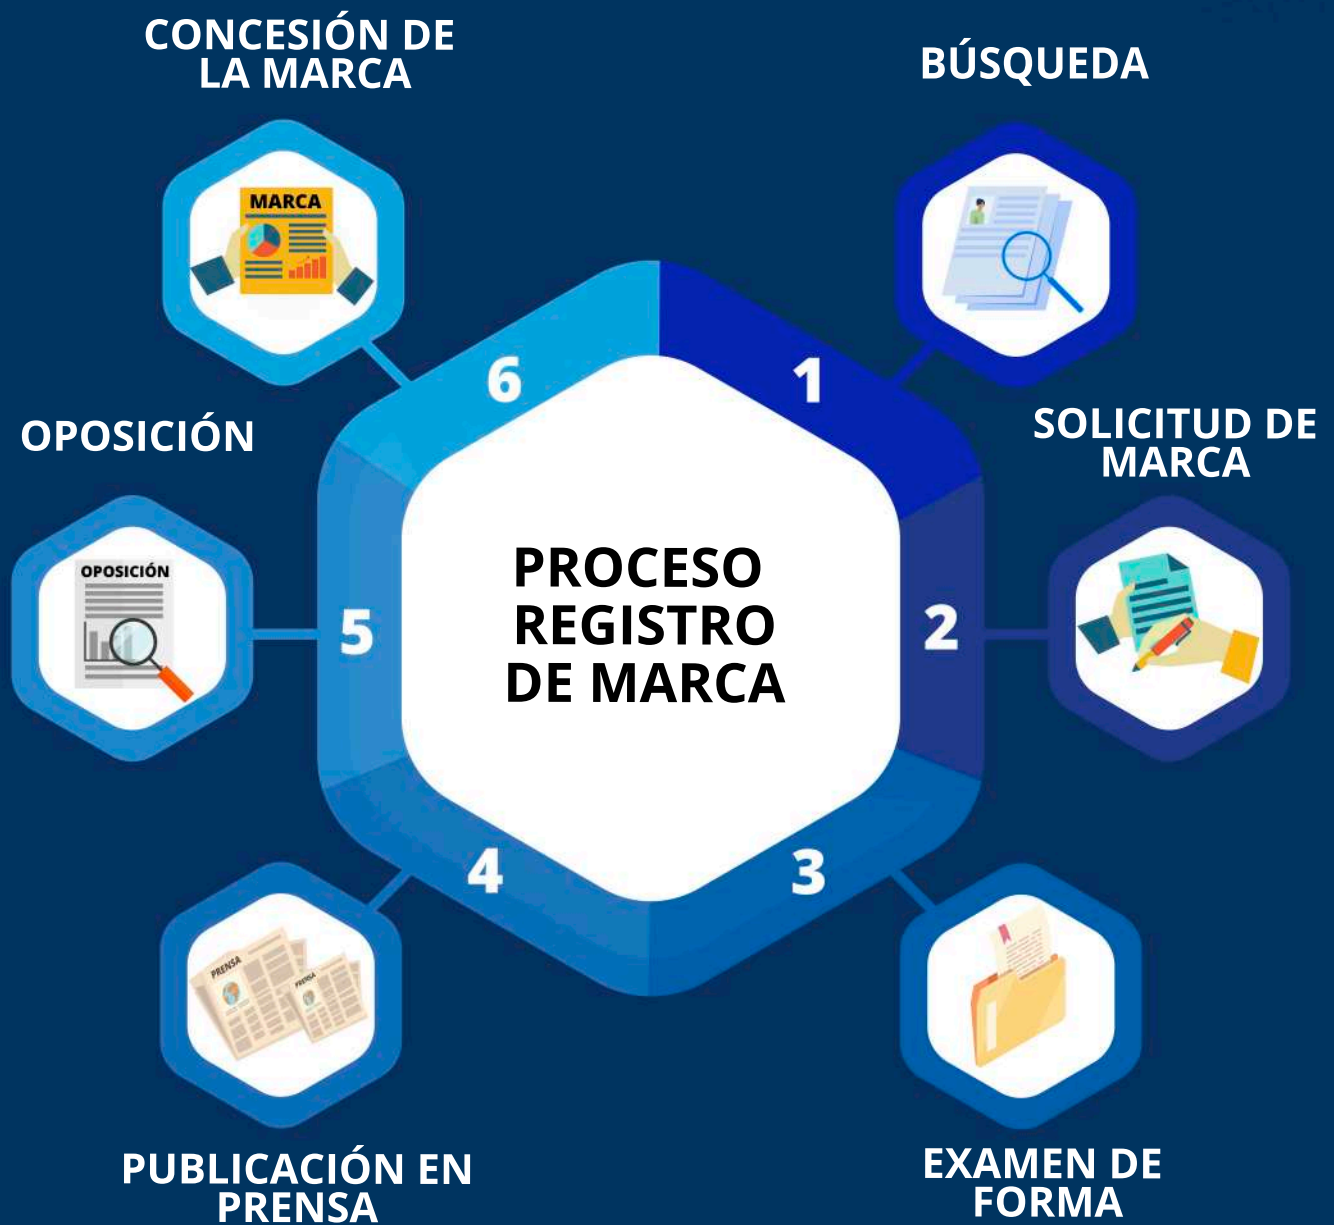 CONCESIÓN DE
LA MARCA
BÚSQUEDA
MARCA
6
1
OPOSICIÓN
SOLICITUD DE
MARCA
OPOSICIÓN
PROCESO
REGISTRO
DE MARCA
5
2
4
3
PRENSA
PRENSA
PUBLICACIÓN EN
PRENSA
EXAMEN DE
FORMA